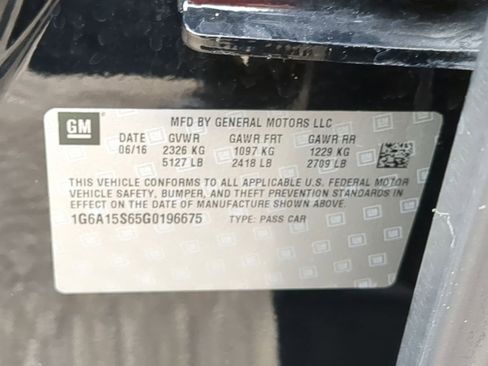 GM
MFD BY GENERAL MOTORS LLC
DATE GVWR GAWR FRT GAWR RR
06/16 2326 KG 1097 KG 1229 KG
5127 LB 2418 LB 2709 LB
THIS VEHICLE CONFORMS TO ALL APPLICABLE U.S. FEDERAL MOTOR
VEHICLE SAFETY, BUMPER, AND THEFT PREVENTION STANDARDS IN
EFFECT ON THE DATE OF MANUFACTURE SHOWN ABOVE.
1G6A15S65G0196675 TYPE: PASS CAR